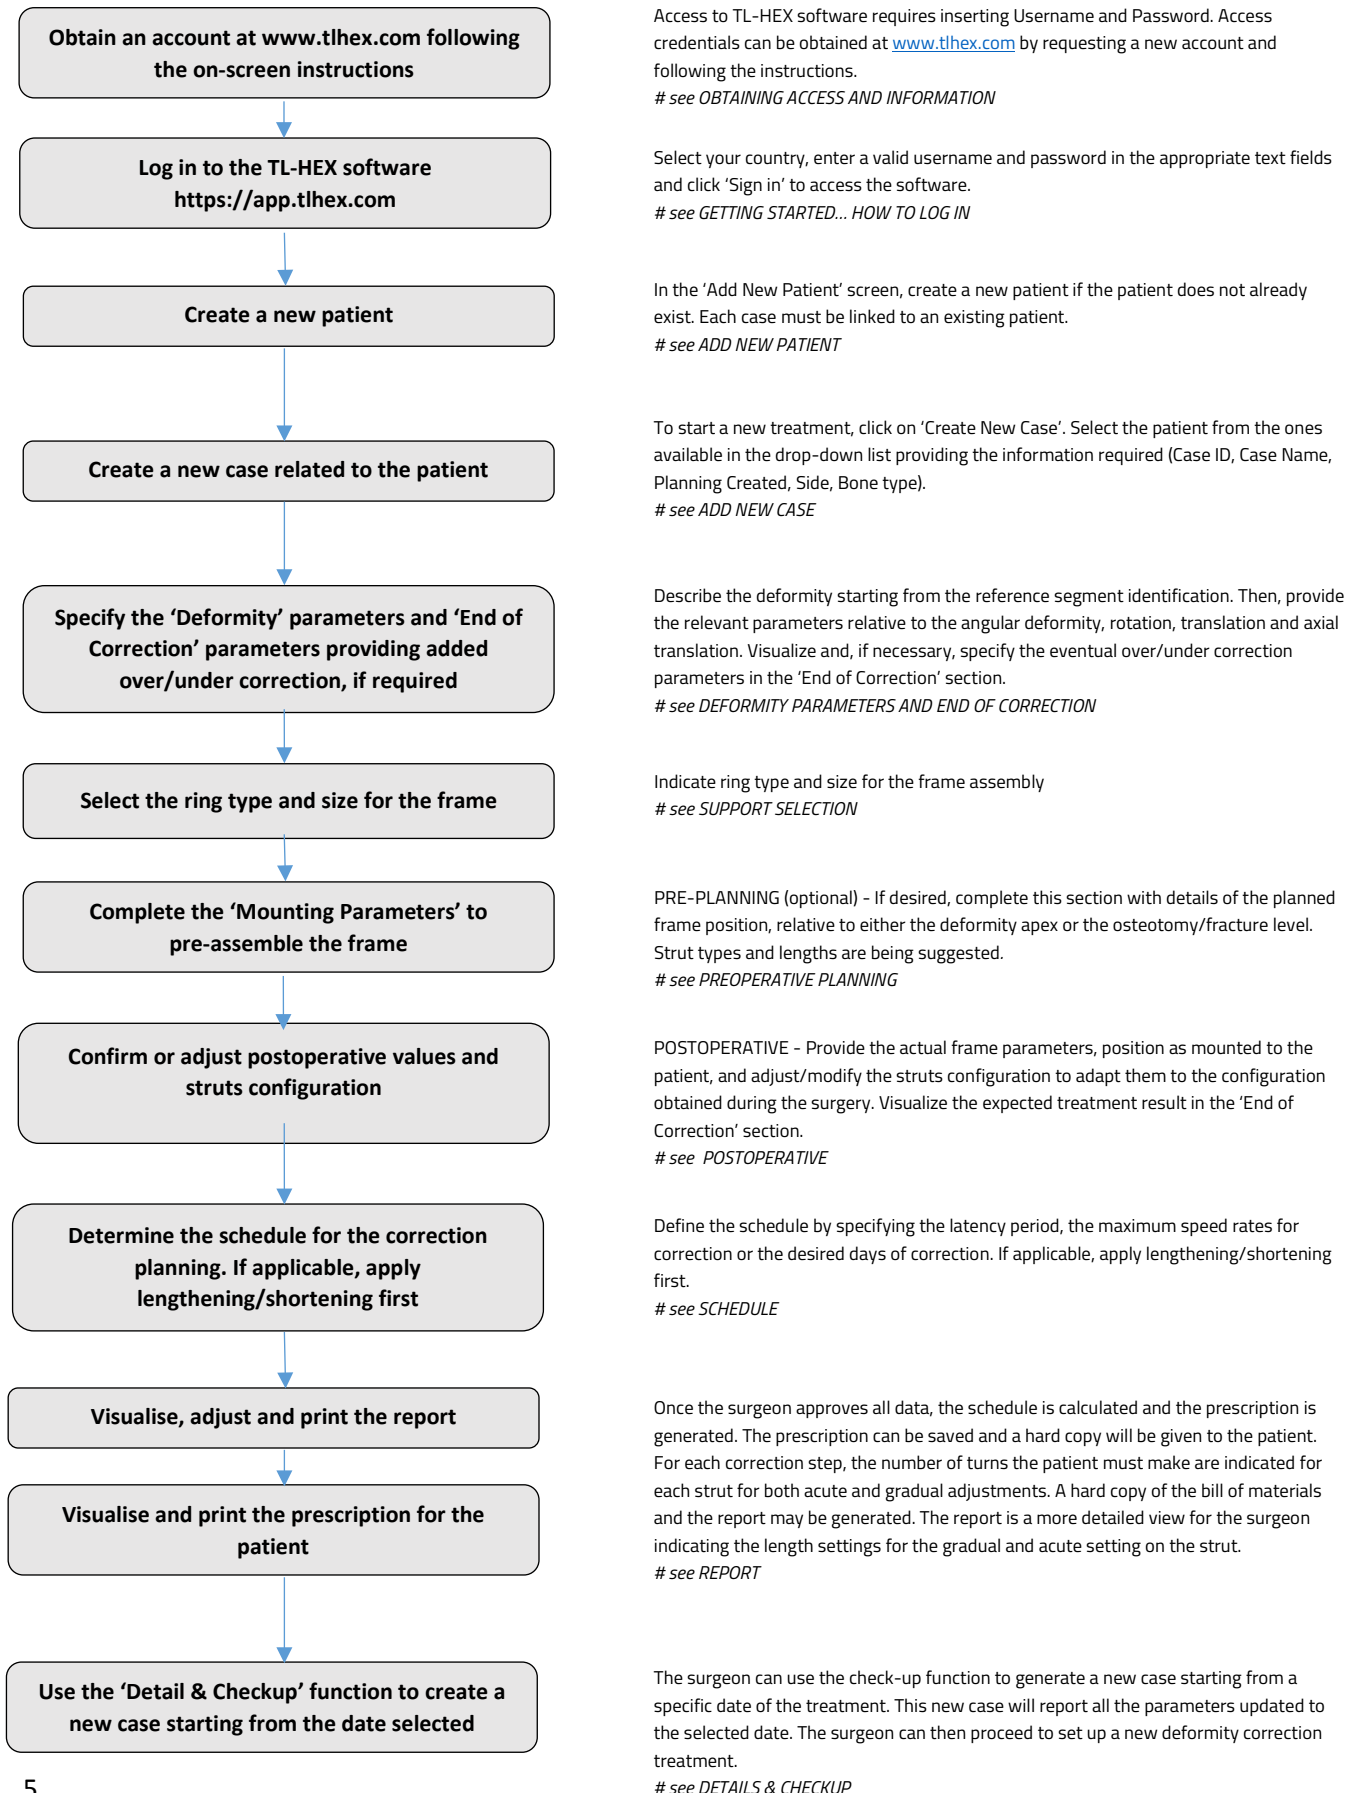 Obtain an account at www.tlhex.com following
the on-screen instructions
Access to TL-HEX software requires inserting Username and Password. Access
credentials can be obtained at www.tlhex.com by requesting a new account and
following the instructions.
# see OBTAINING ACCESS AND INFORMATION
Log in to the TL-HEX software
https://app.tlhex.com
Select your country, enter a valid username and password in the appropriate text fields
and click ‘Sign in’ to access the software.
# see GETTING STARTED… HOW TO LOG IN
Create a new patient
In the ‘Add New Patient’ screen, create a new patient if the patient does not already
exist. Each case must be linked to an existing patient.
# see ADD NEW PATIENT
Create a new case related to the patient
To start a new treatment, click on ‘Create New Case’. Select the patient from the ones
available in the drop-down list providing the information required (Case ID, Case Name,
Planning Created, Side, Bone type).
# see ADD NEW CASE
Specify the ‘Deformity’ parameters and ‘End of
Correction’ parameters providing added
over/under correction, if required
Describe the deformity starting from the reference segment identification. Then, provide
the relevant parameters relative to the angular deformity, rotation, translation and axial
translation. Visualize and, if necessary, specify the eventual over/under correction
parameters in the ‘End of Correction’ section.
# see DEFORMITY PARAMETERS AND END OF CORRECTION
Select the ring type and size for the frame
Indicate ring type and size for the frame assembly
# see SUPPORT SELECTION
Complete the ‘Mounting Parameters’ to
pre-assemble the frame
PRE-PLANNING (optional) - If desired, complete this section with details of the planned
frame position, relative to either the deformity apex or the osteotomy/fracture level.
Strut types and lengths are being suggested.
# see PREOPERATIVE PLANNING
Confirm or adjust postoperative values and
struts configuration
POSTOPERATIVE - Provide the actual frame parameters, position as mounted to the
patient, and adjust/modify the struts configuration to adapt them to the configuration
obtained during the surgery. Visualize the expected treatment result in the ‘End of
Correction’ section.
# see POSTOPERATIVE
Determine the schedule for the correction
planning. If applicable, apply
lengthening/shortening first
Define the schedule by specifying the latency period, the maximum speed rates for
correction or the desired days of correction. If applicable, apply lengthening/shortening
first.
# see SCHEDULE
Visualise, adjust and print the report
Visualise and print the prescription for the
patient
Once the surgeon approves all data, the schedule is calculated and the prescription is
generated. The prescription can be saved and a hard copy will be given to the patient.
For each correction step, the number of turns the patient must make are indicated for
each strut for both acute and gradual adjustments. A hard copy of the bill of materials
and the report may be generated. The report is a more detailed view for the surgeon
indicating the length settings for the gradual and acute setting on the strut.
# see REPORT
Use the ‘Detail & Checkup’ function to create a
new case starting from the date selected
The surgeon can use the check-up function to generate a new case starting from a
specific date of the treatment. This new case will report all the parameters updated to
the selected date. The surgeon can then proceed to set up a new deformity correction
treatment.
# see DETAILS & CHECKUP
5